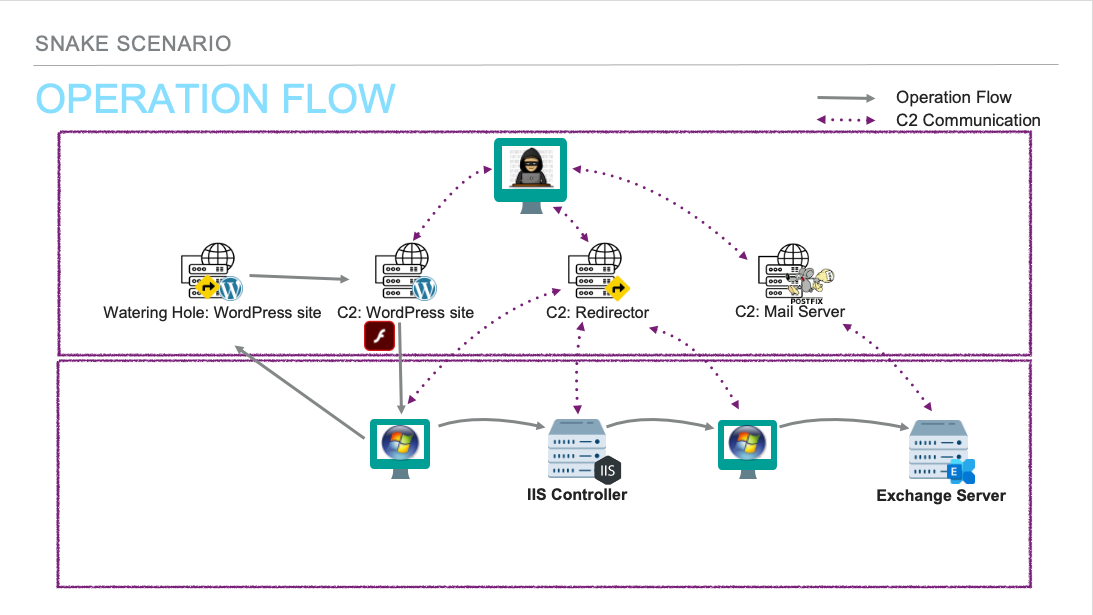 SNAKE SCENARIO
OPERATION FLOW
Operation Flow
C2 Communication
Watering Hole: WordPress site
C2: WordPress site
C2: Redirector
POSTFIX
C2: Mail Server
IIS
IIS Controller
E
Exchange Server